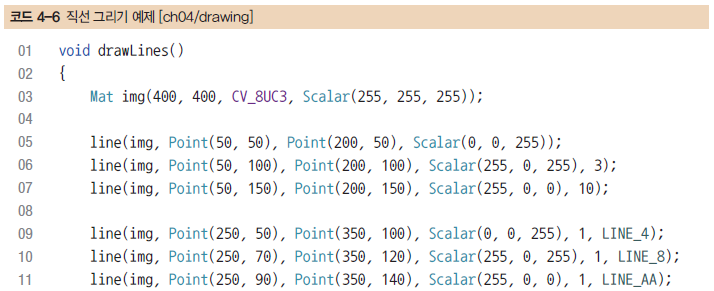 코드 4-6 직선 그리기 예제 [ch04/drawing]
01 void drawLines()
02 {
03 Mat img(400, 400, CV_8UC3, Scalar(255, 255, 255));
04
05 line(img, Point(50, 50), Point(200, 50), Scalar(0, 0, 255));
06 line(img, Point(50, 100), Point(200, 100), Scalar(255, 0, 255), 3);
07 line(img, Point(50, 150), Point(200, 150), Scalar(255, 0, 0), 10);
08
09 line(img, Point(250, 50), Point(350, 100), Scalar(0, 0, 255), 1, LINE_4);
10 line(img, Point(250, 70), Point(350, 120), Scalar(255, 0, 255), 1, LINE_8);
11 line(img, Point(250, 90), Point(350, 140), Scalar(255, 0, 0), 1, LINE_AA);